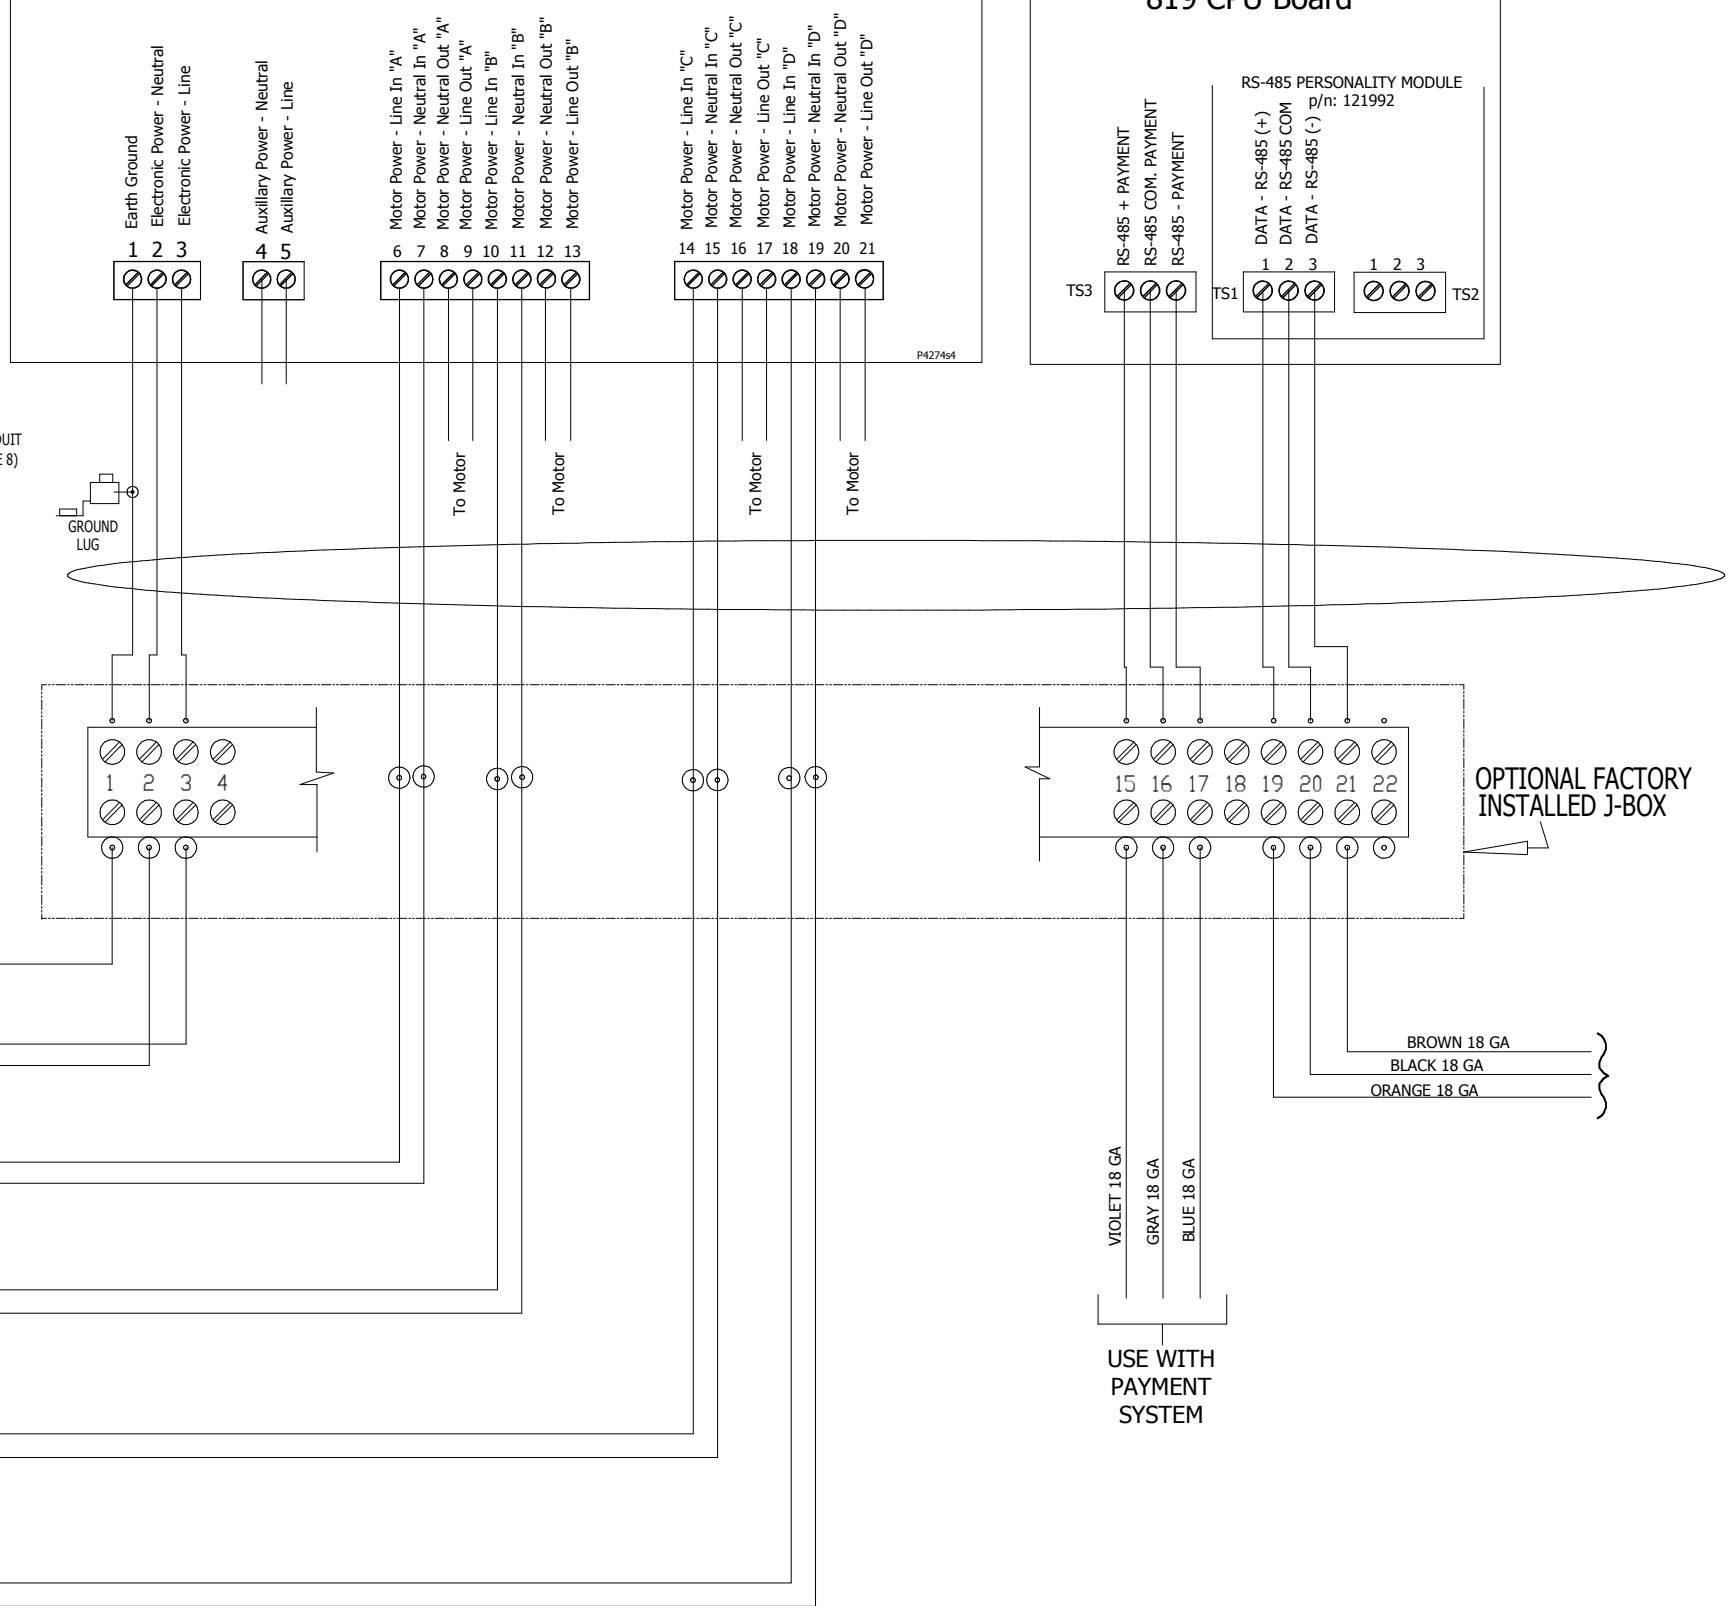 819 CPU Board
Earth Ground
Electronic Power - Neutral
Electronic Power - Line
Auxillary Power - Neutral
Auxillary Power - Line
Motor Power - Line In "A"
Motor Power - Neutral In "A"
Motor Power - Neutral Out "A"
Motor Power - Line Out "A"
Motor Power - Line In "B"
Motor Power - Neutral In "B"
Motor Power - Neutral Out "B"
Motor Power - Line Out "B"
Motor Power - Line In "C"
Motor Power - Neutral In "C"
Motor Power - Neutral Out "C"
Motor Power - Line Out "C"
Motor Power - Line In "D"
Motor Power - Neutral In "D"
Motor Power - Neutral Out "D"
Motor Power - Line Out "D"
1 2 3
4 5
6 7 8 9 10 11 12 13
14 15 16 17 18 19 20 21
P4274s4
RS-485 PERSONALITY MODULE
p/n: 121992
RS-485 + PAYMENT
RS-485 COM. PAYMENT
RS-485 - PAYMENT
DATA - RS-485 (+)
DATA - RS-485 COM
DATA - RS-485 (-)
1 2 3
1 2 3
TS3
TS1
TS2
UIT
8)
GROUND
LUG
To Motor
To Motor
To Motor
To Motor
1 2 3 4
15 16 17 18 19 20 21 22
OPTIONAL FACTORY
INSTALLED J-BOX
BROWN 18 GA
BLACK 18 GA
ORANGE 18 GA
VIOLET 18 GA
GRAY 18 GA
BLUE 18 GA
USE WITH
PAYMENT
SYSTEM